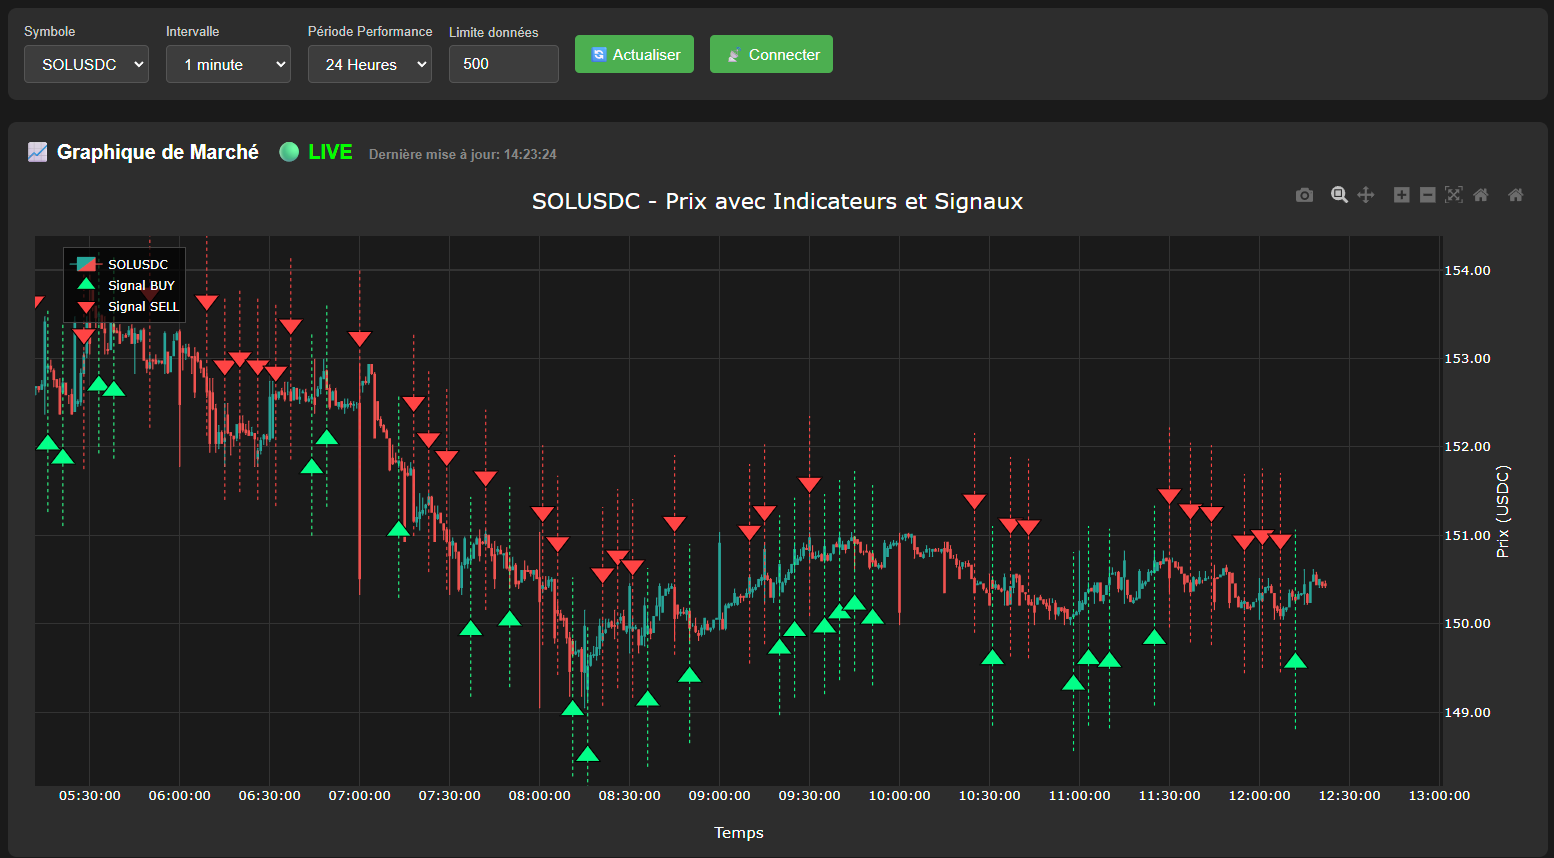 Symbole
Intervalle
Période Performance
Limite données
SOLUSDC
1 minute
24 Heures
500
Actualiser
Connecter
Graphique de Marché
LIVE
Dernière mise à jour: 14:23:24
SOLUSDC - Prix avec Indicateurs et Signaux
SOLUSDC
Signal BUY
Signal SELL
154.00
153.00
152.00
151.00
150.00
149.00
Prix (USDC)
05:30:00 06:00:00 06:30:00 07:00:00 07:30:00 08:00:00 08:30:00 09:00:00 09:30:00 10:00:00 10:30:00 11:00:00 11:30:00 12:00:00 12:30:00 13:00:00
Temps